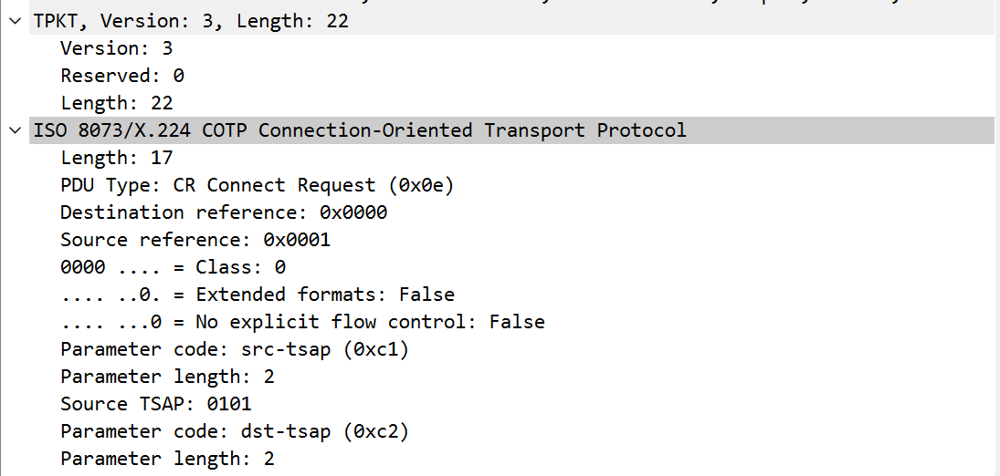 TPKT, Version: 3, Length: 22
Version: 3
Reserved: 0
Length: 22
ISO 8073/X.224 COTP Connection-Oriented Transport Protocol
Length: 17
PDU Type: CR Connect Request (0x0e)
Destination reference: 0x0000
Source reference: 0x0001
0000 .... = Class: 0
.... ..0. = Extended formats: False
.... ...0 = No explicit flow control: False
Parameter code: src-tsap (0xc1)
Parameter length: 2
Source TSAP: 0101
Parameter code: dst-tsap (0xc2)
Parameter length: 2